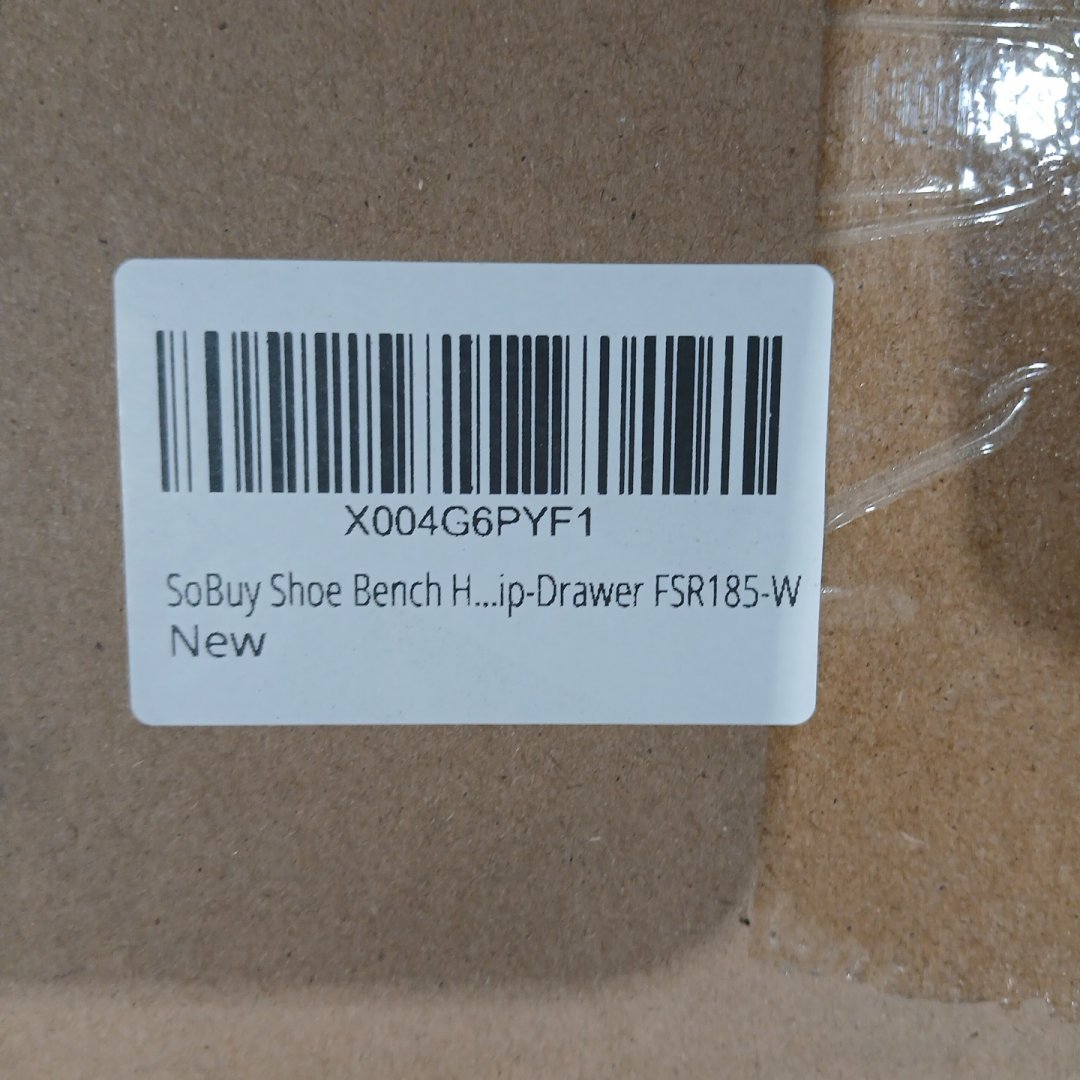 X004G6PYF1
SoBuy Shoe Bench H...ip-Drawer FSR185-W
New